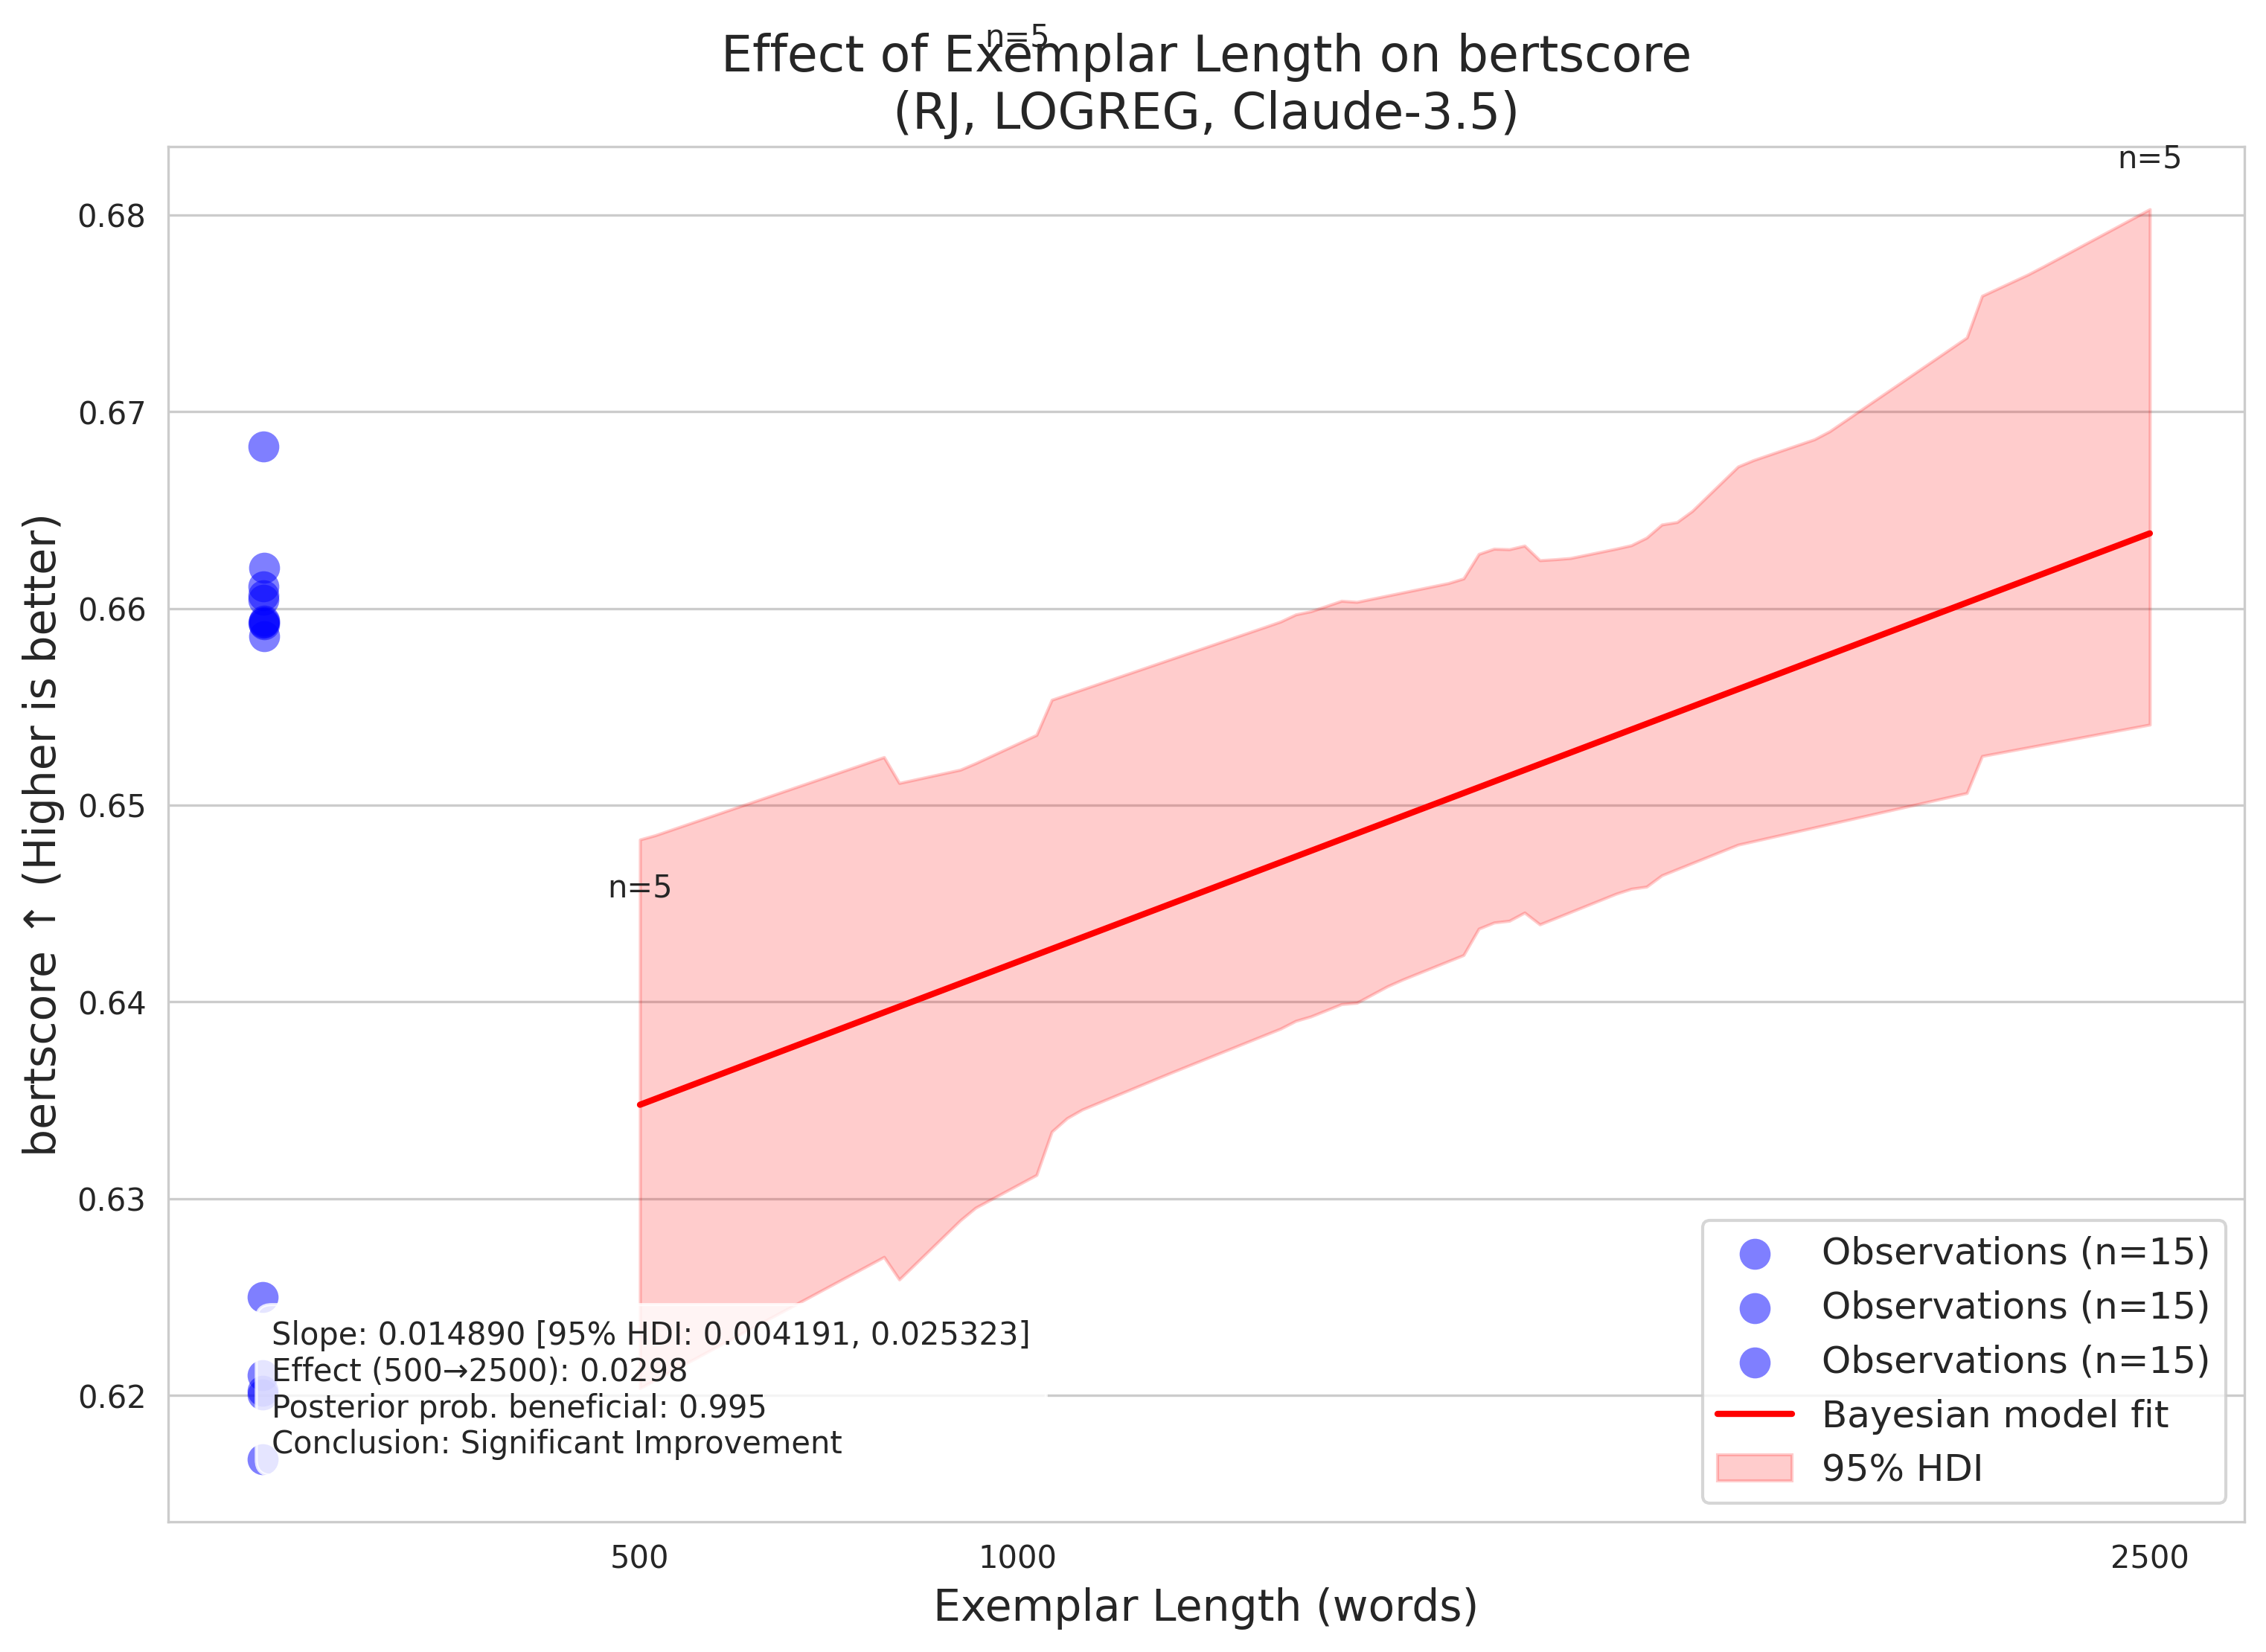 n=5
Effect of Exemplar Length on bertscore
(RJ, LOGREG, Claude-3.5)
n=5
0.68
0.67
0.66
0.65
0.64
0.63
0.62
bertscore ↑ (Higher is better)
n=5
Slope: 0.014890 [95% HDI: 0.004191, 0.025323]
Effect (500→2500): 0.0298
Posterior prob. beneficial: 0.995
Conclusion: Significant Improvement
Observations (n=15)
Observations (n=15)
Observations (n=15)
Bayesian model fit
95% HDI
500
1000
2500
Exemplar Length (words)